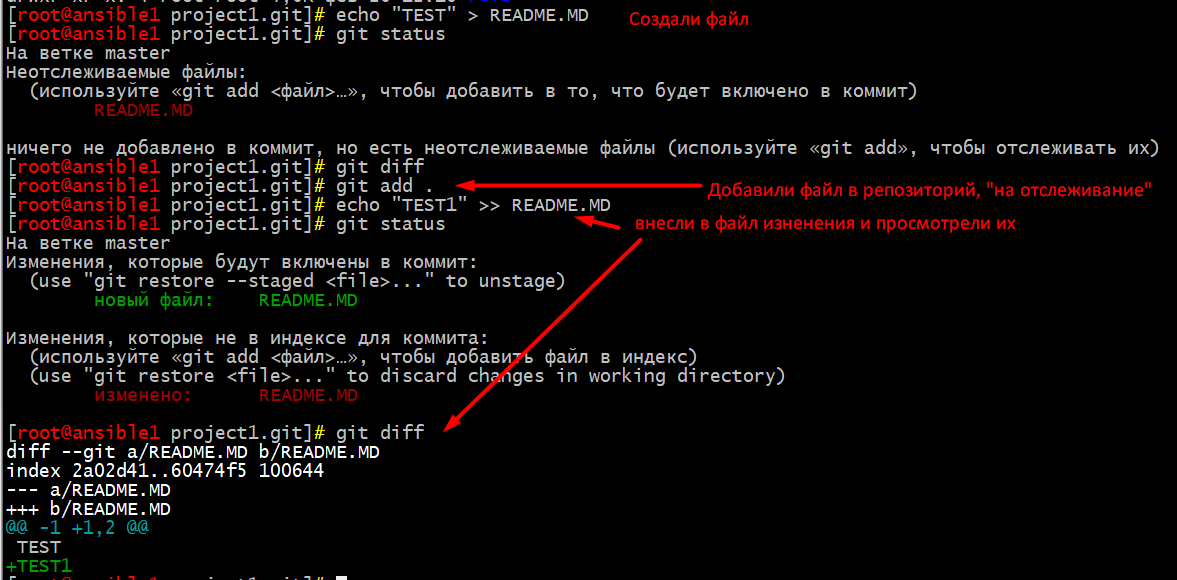 [root@ansible1 project1.git]# echo "TEST" > README.MD Создали файл
[root@ansible1 project1.git]# git status
На ветке master
Неотслеживаемые файлы:
(используйте «git add <файл>…», чтобы добавить в то, что будет включено в коммит)
README.MD
ничего не добавлено в коммит, но есть неотслеживаемые файлы (используйте «git add», чтобы отслеживать их)
[root@ansible1 project1.git]# git diff
[root@ansible1 project1.git]# git add . Добавили файл в репозиторий, "на отслеживание"
[root@ansible1 project1.git]# echo "TEST1" >> README.MD
[root@ansible1 project1.git]# git status внесли в файл изненения и просмотрели их
На ветке master
Изменения, которые будут включены в коммит:
(use "git restore --staged <file>..." to unstage)
новый файл: README.MD
Изменения, которые не в индексе для коммита:
(используйте «git add <файл>…», чтобы добавить файл в индекс)
(use "git restore <file>..." to discard changes in working directory)
изменено: README.MD
[root@ansible1 project1.git]# git diff
diff --git a/README.MD b/README.MD
index 2a02d41..60474f5 100644
--- a/README.MD
+++ b/README.MD
@@ -1 +1,2 @@
TEST
+TEST1
[root@ansible1 project1.git]#